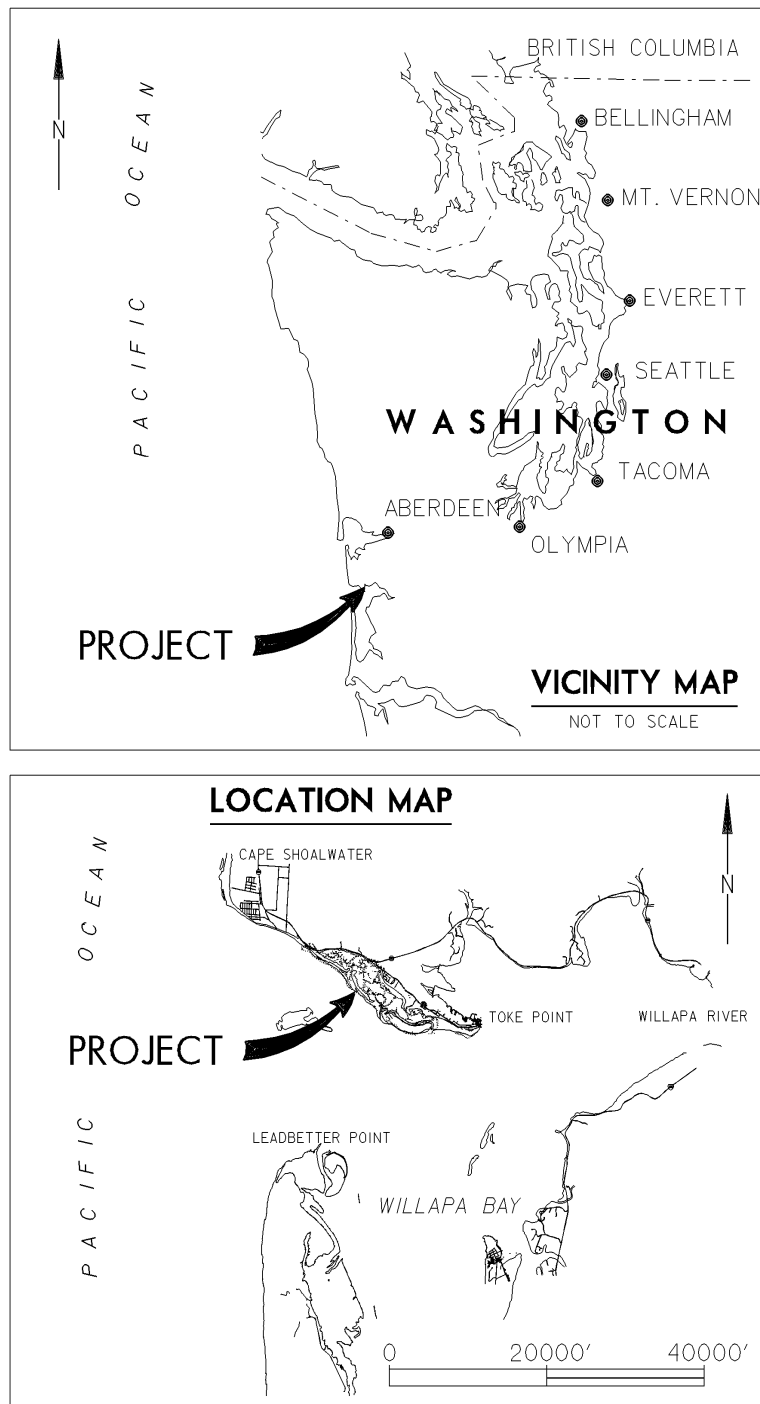 BRITISH COLUMBIA
N
PACIFIC OCEAN
BELLINGHAM
MT. VERNON
EVERETT
SEATTLE
WASHINGTON
TACOMA
ABERDEEN
OLYMPIA
PROJECT
VICINITY MAP
NOT TO SCALE
LOCATION MAP
CAPE SHOALWATER
N
PACIFIC OCEAN
TOKE POINT
WILLAPA RIVER
PROJECT
LEADBETTER POINT
WILLAPA BAY
0 20000' 40000'